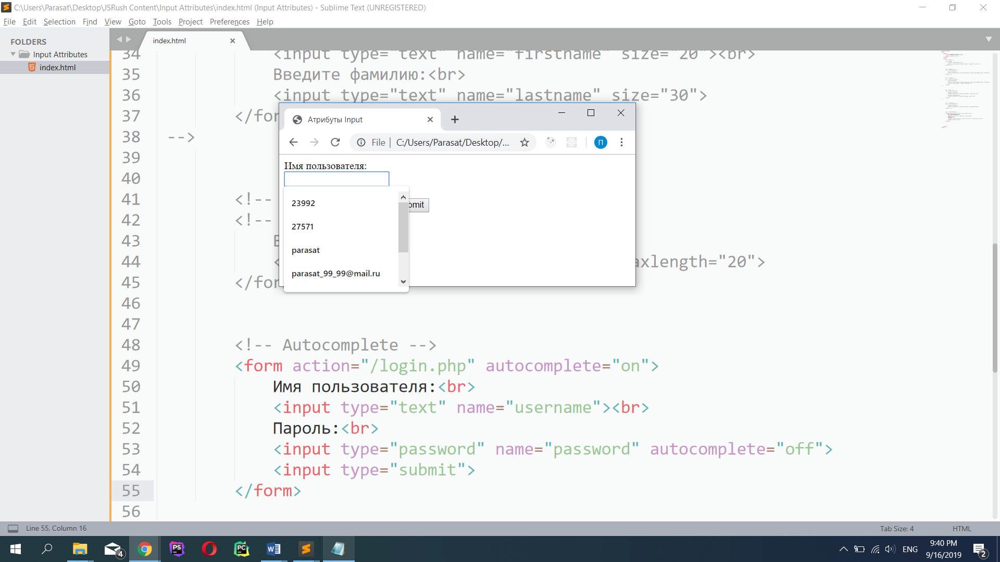 C:\Users\Parasat\Desktop\JSRush Content\Input Attributes\index.html (Input Attributes) - Sublime Text (UNREGISTERED)
File Edit Selection Find View Goto Tools Project Preferences Help
FOLDERS
Input Attributes
index.html
index.html
34 <input type="text" name="firstname" size="20"><br>
35 Введите фамилию:<br>
36 <input type="text" name="lastname" size="30">
37 </for
38 -->
39
40
41 <!--
42 <!--
43
44 < axlength="20">
45 </for
46
47
48 <!-- Autocomplete -->
49 <form action="/login.php" autocomplete="on">
50 Имя пользователя:<br>
51 <input type="text" name="username"><br>
52 Пароль:<br>
53 <input type="password" name="password" autocomplete="off">
54 <input type="submit">
55 </form>
56
Атрибуты Input
File | C:/Users/Parasat/Desktop/...
П
Имя пользователя:
23992
27571
parasat
parasat_99_99@mail.ru
omit
Line 55, Column 16
Tab Size: 4
HTML
4
PS
PC
W
ENG
9:40 PM
9/16/2019
2